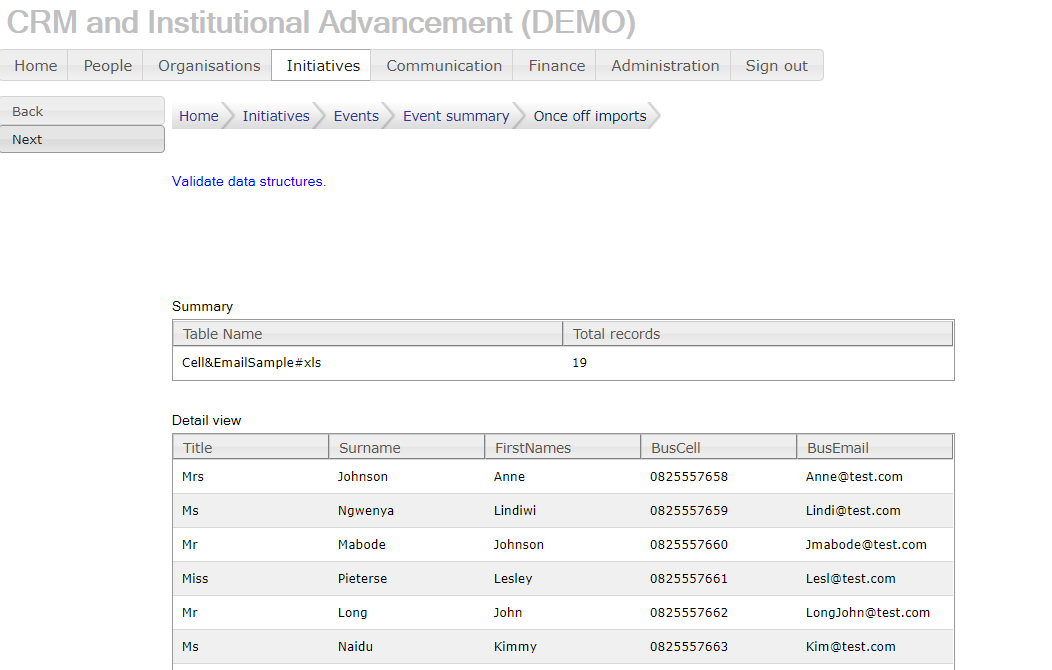 CRM and Institutional Advancement (DEMO)
Home People Organisations Initiatives Communication Finance Administration Sign out
Back
Next
Home Initiatives Events Event summary Once off imports
Validate data structures.
Summary
Table Name Total records
Cell&EmailSample#xls 19
Detail view
Title Surname FirstNames BusCell BusEmail
Mrs Johnson Anne 0825557658 Anne@test.com
Ms Ngwenya Lindiwi 0825557659 Lindi@test.com
Mr Mabode Johnson 0825557660 Jmabode@test.com
Miss Pieterse Lesley 0825557661 Lesl@test.com
Mr Long John 0825557662 LongJohn@test.com
Ms Naidu Kimmy 0825557663 Kim@test.com